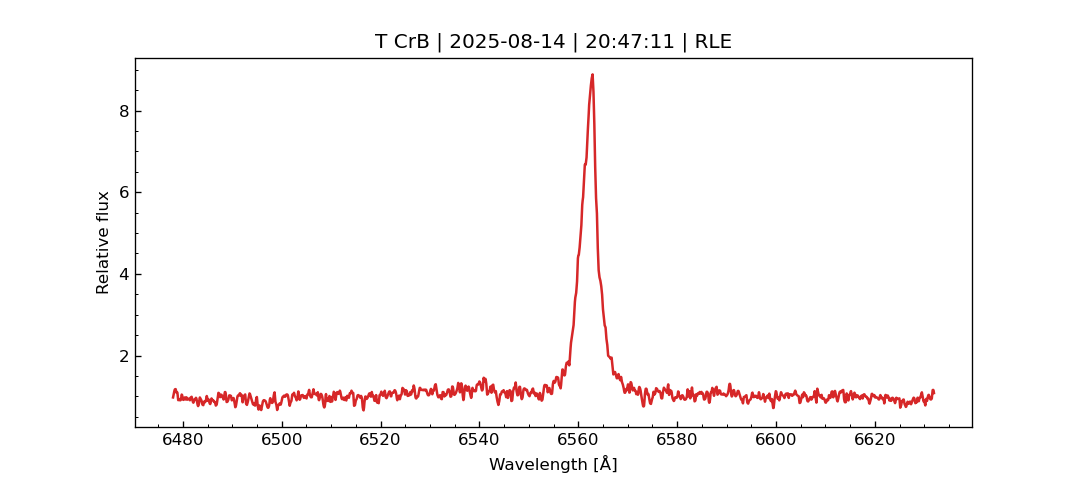 T CrB | 2025-08-14 | 20:47:11 | RLE
Relative flux
8
6
4
2
6480 6500 6520 6540 6560 6580 6600 6620
Wavelength [Å]